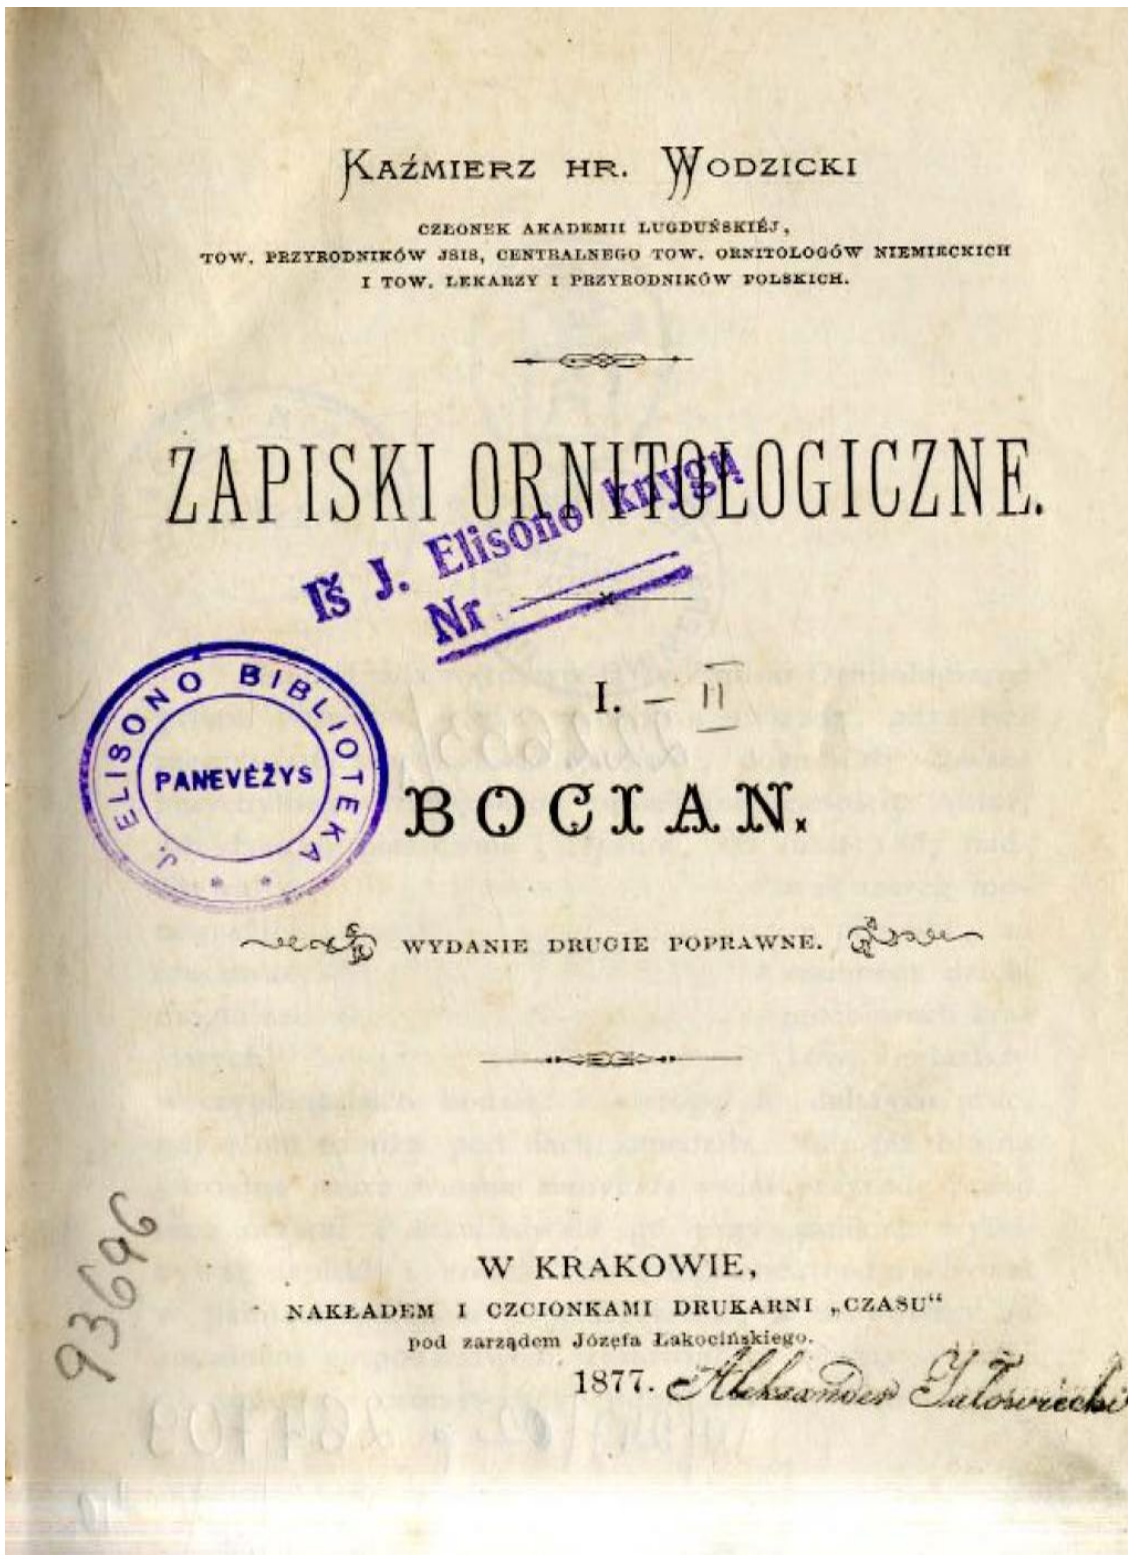 KAŹMIERZ HR. WODZICKI
CZŁONEK AKADEMII LUGDUŃSKIÉJ,
TOW. PRZYRODNIKÓW JSIS, CENTRALNEGO TOW. ORNITOLOGÓW NIEMIECKICH
I TOW. LEKARZY I PRZYRODNIKÓW POLSKICH.
ZAPISKI ORNITOLOGICZNE.
Iš J. Elisono knygų
Nr
I. – II
J. ELISONO BIBLIOTEKA
PANEVĖŽYS
BOCIAN.
WYDANIE DRUGIE POPRAWNE.
93696
W KRAKOWIE,
NAKŁADEM I CZCIONKAMI DRUKARNI „CZASU“
pod zarządem Józefa Łakocińskiego.
1877. Aleksander Jałowiecki